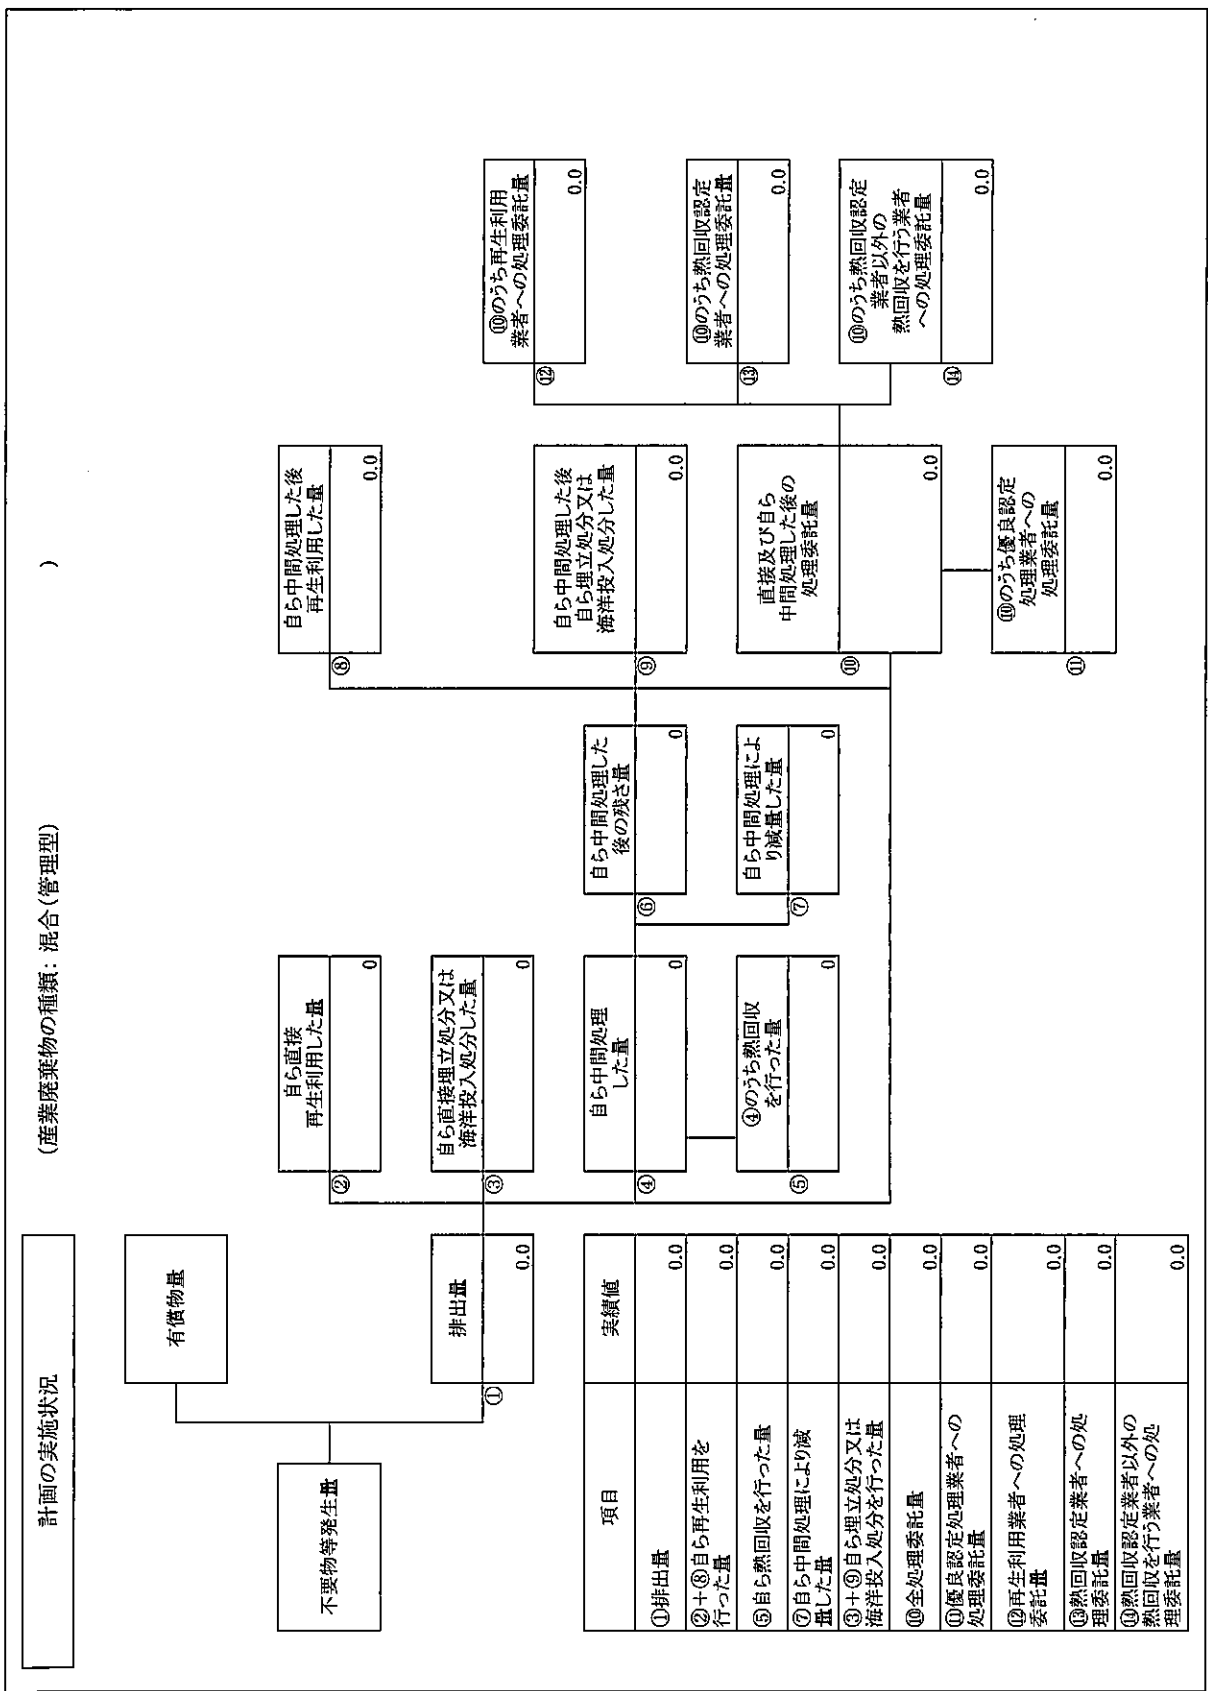 計画の実施状況
(産業廃棄物の種類: 混合(管理型)
)
不要物等発生量
有償物量
①
排出量
0.0
②
自ら直接
再生利用した量
0
③
自ら直接埋立処分又は
海洋投入処分した量
0
④
自ら中間処理
した量
0
⑤
④のうち熱回収
を行った量
0
⑥
自ら中間処理した
後の残さ量
0
⑦
自ら中間処理によ
り減量した量
0
⑧
自ら中間処理した後
再生利用した量
0.0
⑨
自ら中間処理した後
自ら埋立処分又は
海洋投入処分した量
0.0
⑩
直接及び自ら
中間処理した後の
処理委託量
0.0
⑪
⑩のうち優良認定
処理業者への
処理委託量
0.0
⑫
⑩のうち再生利用
業者への処理委託量
0.0
⑬
⑩のうち熱回収認定
業者への処理委託量
0.0
⑭
⑩のうち熱回収認定
業者以外の
熱回収を行う業者
への処理委託量
0.0
項目
実績値
①排出量
0.0
②+⑧自ら再生利用を
行った量
0.0
⑤自ら熱回収を行った量
0.0
⑦自ら中間処理により減
量した量
0.0
③+⑨自ら埋立処分又は
海洋投入処分を行った量
0.0
⑩全処理委託量
0.0
⑪優良認定処理業者への
処理委託量
0.0
⑫再生利用業者への処理
委託量
0.0
⑬熱回収認定業者への処
理委託量
0.0
⑭熱回収認定業者以外の
熱回収を行う業者への処
理委託量
0.0